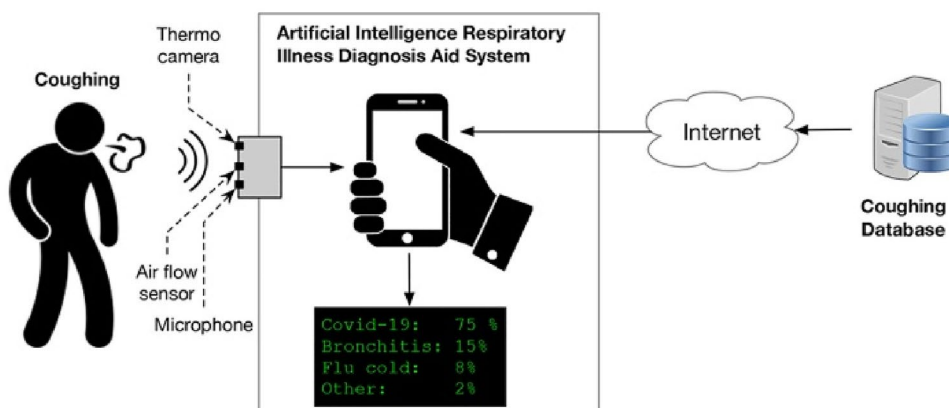 Thermo
camera
Coughing
Artificial Intelligence Respiratory
Illness Diagnosis Aid System
Internet
Coughing
Database
Air flow
sensor
Microphone
Covid-19: 75 %
Bronchitis: 15%
Flu cold: 8%
Other: 2%